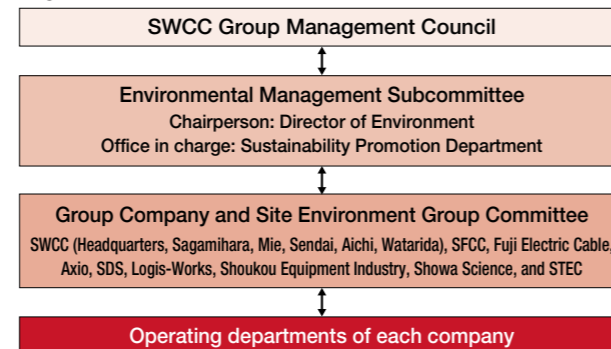 SWCC Group Management Council
Environmental Management Subcommittee
Chairperson: Director of Environment
Office in charge: Sustainability Promotion Department
Group Company and Site Environment Group Committee
SWCC (Headquarters, Sagamihara, Mie, Sendai, Aichi, Watarida), SFCC, Fuji Electric Cable,
Axio, SDS, Logis-Works, Shoukou Equipment Industry, Showa Science, and STEC
Operating departments of each company